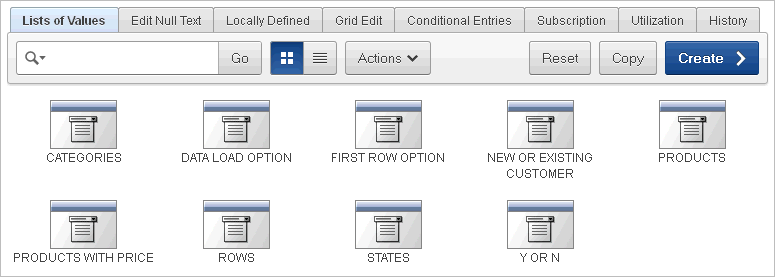 Lists of Values Edit Null Text Locally Defined Grid Edit Conditional Entries Subscription Utilization History
Go Actions Reset Copy Create
CATEGORIES DATA LOAD OPTION FIRST ROW OPTION NEW OR EXISTING CUSTOMER PRODUCTS
PRODUCTS WITH PRICE ROWS STATES Y OR N